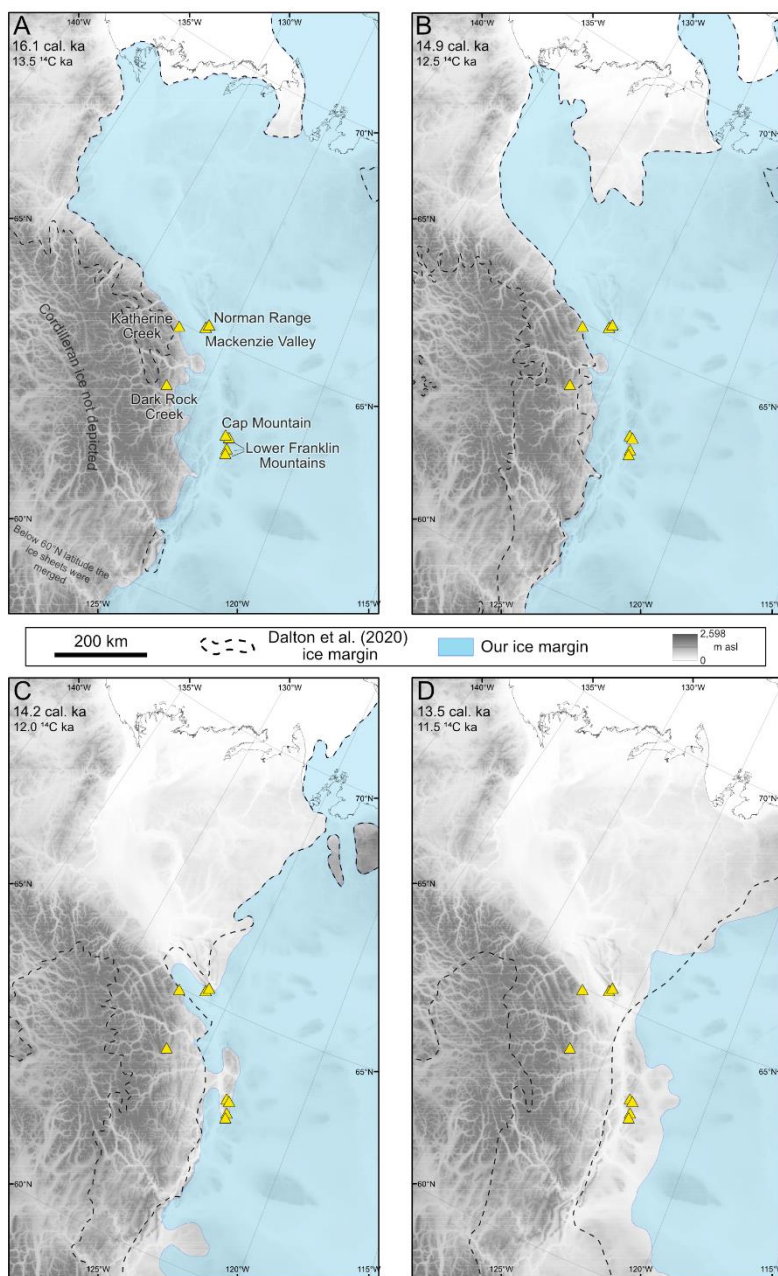 A
16.1 cal. ka
13.5 ¹⁴C ka
140°W
135°W
130°W
70°N
65°N
Katherine
Creek
Norman Range
Mackenzie Valley
Dark Rock
Creek
Cap Mountain
Lower Franklin
Mountains
Cordilleran ice not depicted
65°N
60°N
Below 60°N latitude the
ice sheets were
merged
125°W
120°W
115°W
B
14.9 cal. ka
12.5 ¹⁴C ka
140°W
135°W
130°W
70°N
65°N
65°N
60°N
125°W
120°W
115°W
200 km
Dalton et al. (2020)
ice margin
Our ice margin
2,598
m asl
0
C
14.2 cal. ka
12.0 ¹⁴C ka
140°W
135°W
130°W
70°N
65°N
65°N
60°N
125°W
120°W
115°W
D
13.5 cal. ka
11.5 ¹⁴C ka
140°W
135°W
130°W
70°N
65°N
65°N
60°N
125°W
120°W
115°W